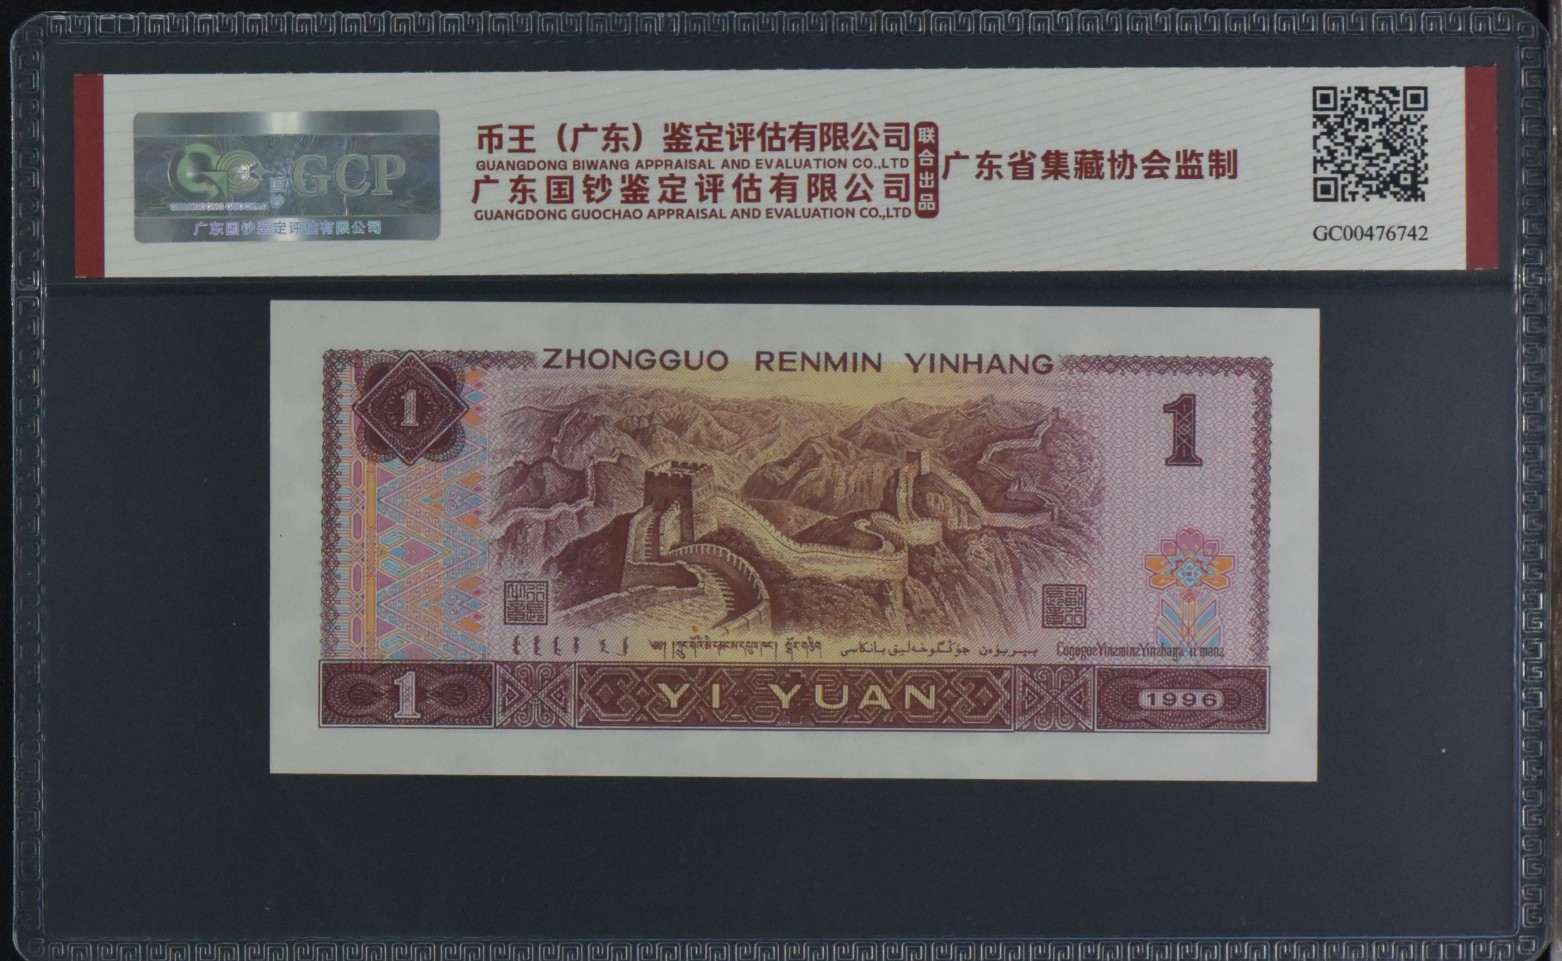 GCP
广东国钞鉴定评估有限公司
币王（广东）鉴定评估有限公司
GUANGDONG BIWANG APPRAISAL AND EVALUATION CO.,LTD
广东国钞鉴定评估有限公司
GUANGDONG GUOCHAO APPRAISAL AND EVALUATION CO.,LTD
联合出品
广东省集藏协会监制
GC00476742
ZHONGGUO RENMIN YINHANG
1
1
1
YI YUAN
1996